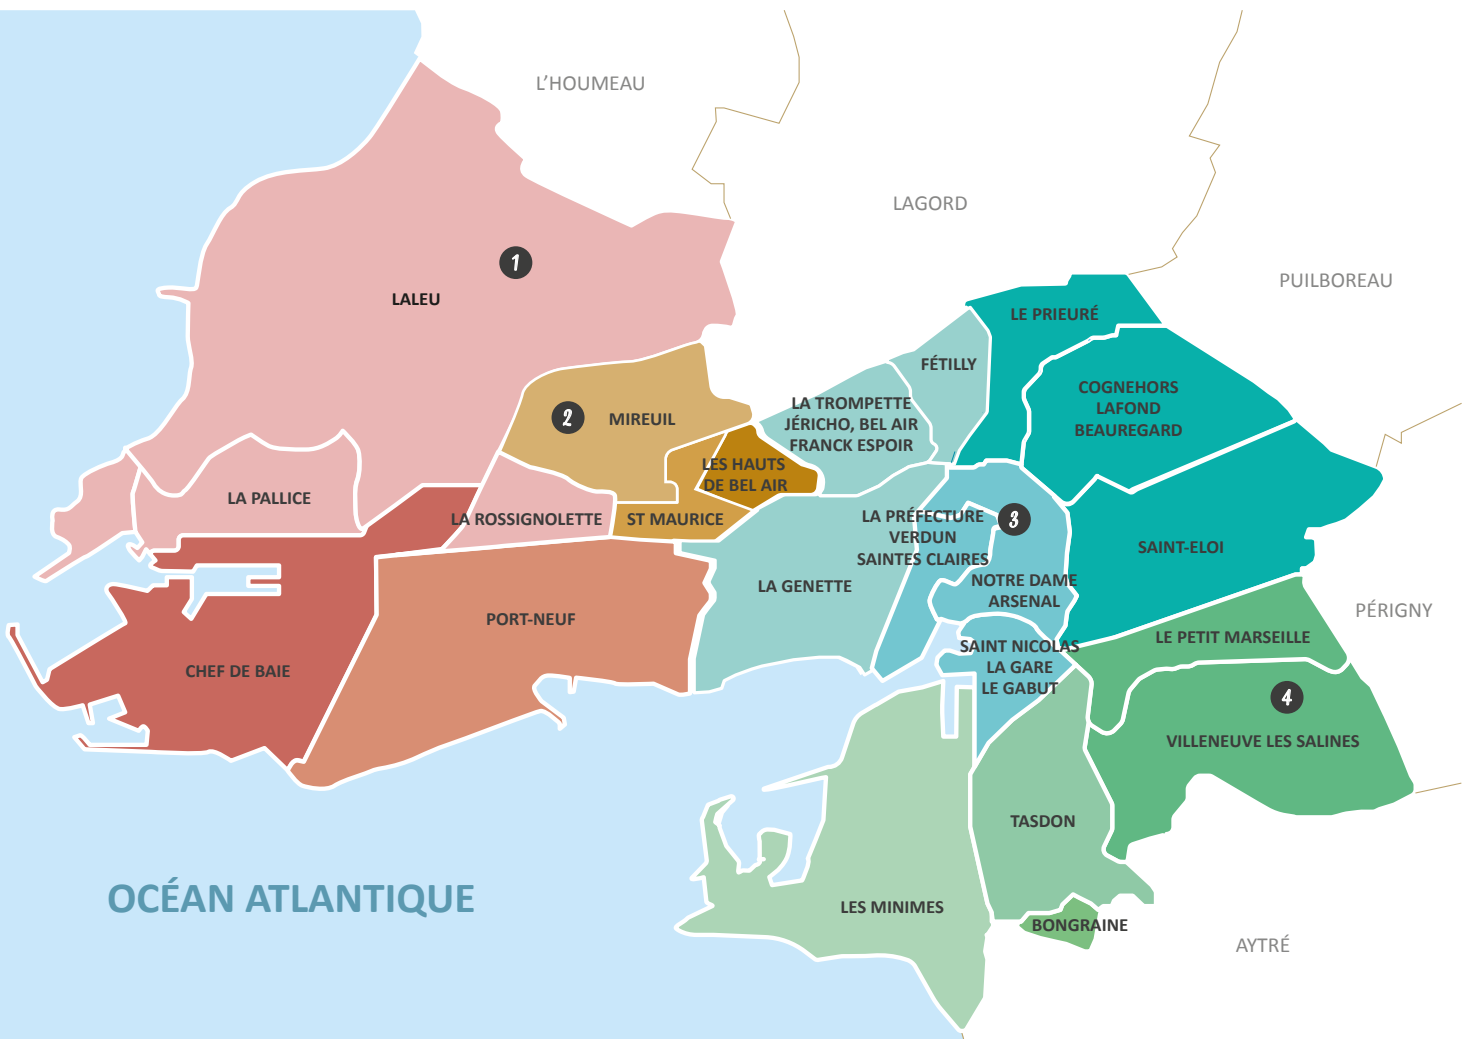 L'HOUMEAU
LAGORD
PUILBOREAU
1
LALEU
LE PRIEURÉ
FÉTILLY
COGNEHORS
LAFOND
BEAUREGARD
2
MIREUIL
LA TROMPETTE
JÉRICHO, BEL AIR
FRANCK ESPOIR
LES HAUTS
DE BEL AIR
LA PALLICE
LA ROSSIGNOLETTE
ST MAURICE
LA PRÉFECTURE
VERDUN
SAINTES CLAIRES
3
SAINT-ELOI
LA GENETTE
NOTRE DAME
ARSENAL
PÉRIGNY
PORT-NEUF
LE PETIT MARSEILLE
CHEF DE BAIE
SAINT NICOLAS
LA GARE
LE GABUT
4
VILLENEUVE LES SALINES
TASDON
OCÉAN ATLANTIQUE
LES MINIMES
BONGRAINE
AYTRÉ